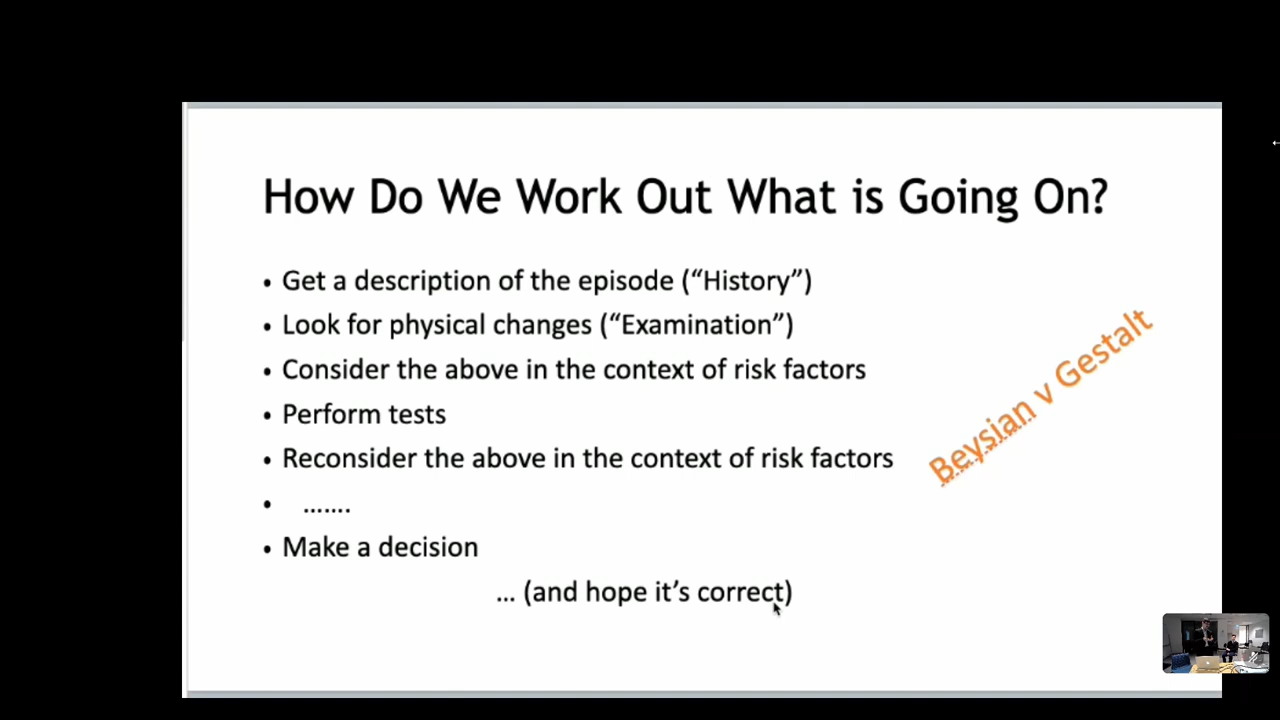 How Do We Work Out What is Going On?
• Get a description of the episode (“History”)
• Look for physical changes (“Examination”)
• Consider the above in the context of risk factors
• Perform tests
• Reconsider the above in the context of risk factors
• …….
• Make a decision
… (and hope it’s correct)
Beysian v Gestalt